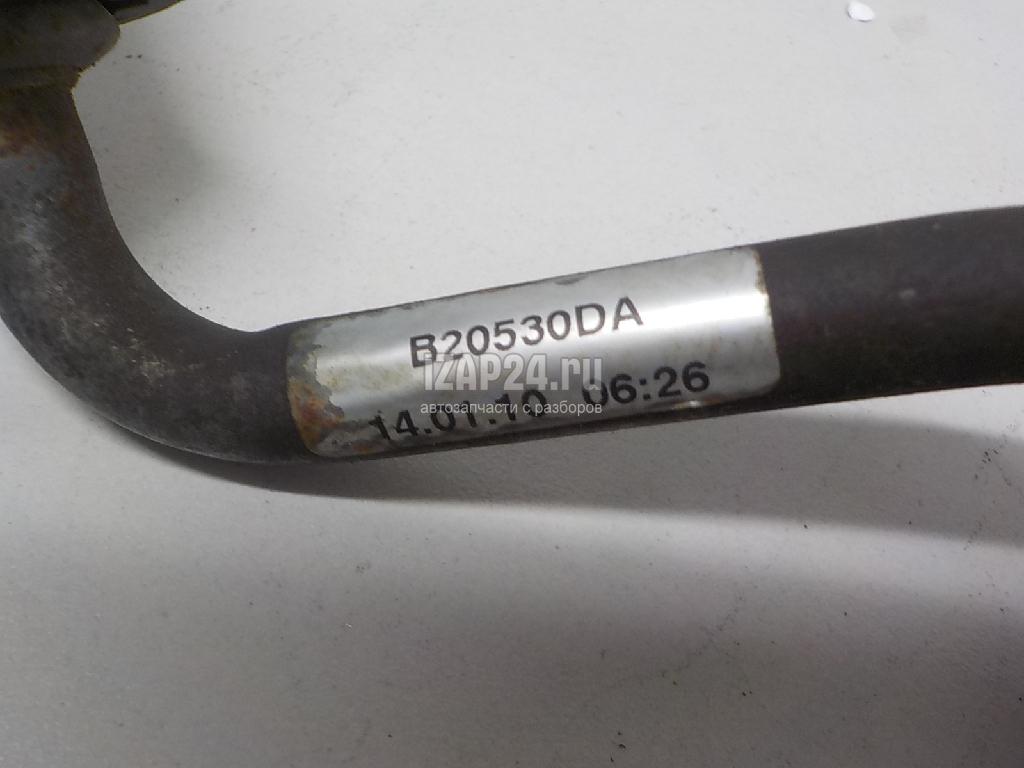 B20530DA
IZAP24.ru
14.01.10 06:26
автозапчасти с разборов